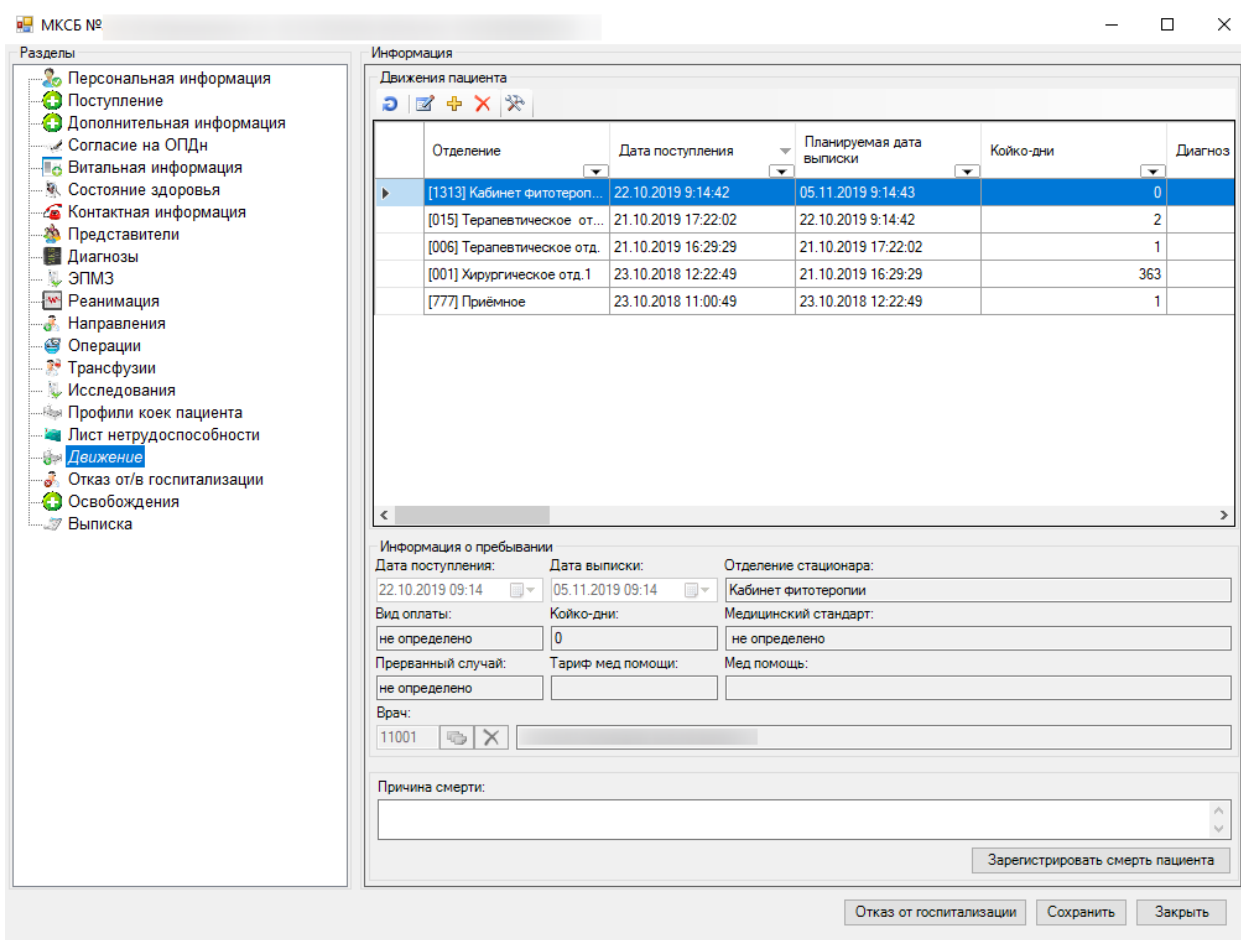 МКСБ №
Разделы
Персональная информация
Поступление
Дополнительная информация
Согласие на ОПДн
Витальная информация
Состояние здоровья
Контактная информация
Представители
Диагнозы
ЭПМЗ
Реанимация
Направления
Операции
Трансфузии
Исследования
Профили коек пациента
Лист нетрудоспособности
Движение
Отказ от/в госпитализации
Освобождения
Выписка
Информация
Движения пациента
Отделение Дата поступления Планируемая дата выписки Койко-дни Диагноз
[1313] Кабинет фитотероп... 22.10.2019 9:14:42 05.11.2019 9:14:43 0
[015] Терапевтическое от... 21.10.2019 17:22:02 22.10.2019 9:14:42 2
[006] Терапевтическое отд. 21.10.2019 16:29:29 21.10.2019 17:22:02 1
[001] Хирургическое отд.1 23.10.2018 12:22:49 21.10.2019 16:29:29 363
[777] Приёмное 23.10.2018 11:00:49 23.10.2018 12:22:49 1
Информация о пребывании
Дата поступления: Дата выписки: Отделение стационара:
22.10.2019 09:14 05.11.2019 09:14 Кабинет фитотеропии
Вид оплаты: Койко-дни: Медицинский стандарт:
не определено 0 не определено
Прерванный случай: Тариф мед помощи: Мед помощь:
не определено
Врач:
11001
Причина смерти:
Зарегистрировать смерть пациента
Отказ от госпитализации Сохранить Закрыть